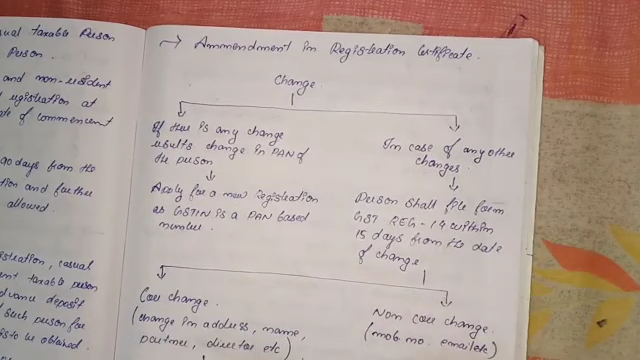 ual taxable Person
Person.
and non-resident
registration at
ate of commencement
90 days from the
tion and further
allowed.
istration, casual
ent taxable person
advance deposit
such person for
to be obtained.
→ Ammendment in Registration Certificate.
Change
If there is any change
results change in PAN of
the person
Apply for a new Registration
as GSTIN is a PAN based
number.
In case of any other
changes.
Person shall file form
GST REG-14 within
15 days from the date
of change
Core change.
(change in address, name,
partner, director etc)
Non core change.
(mob. no. email etc)